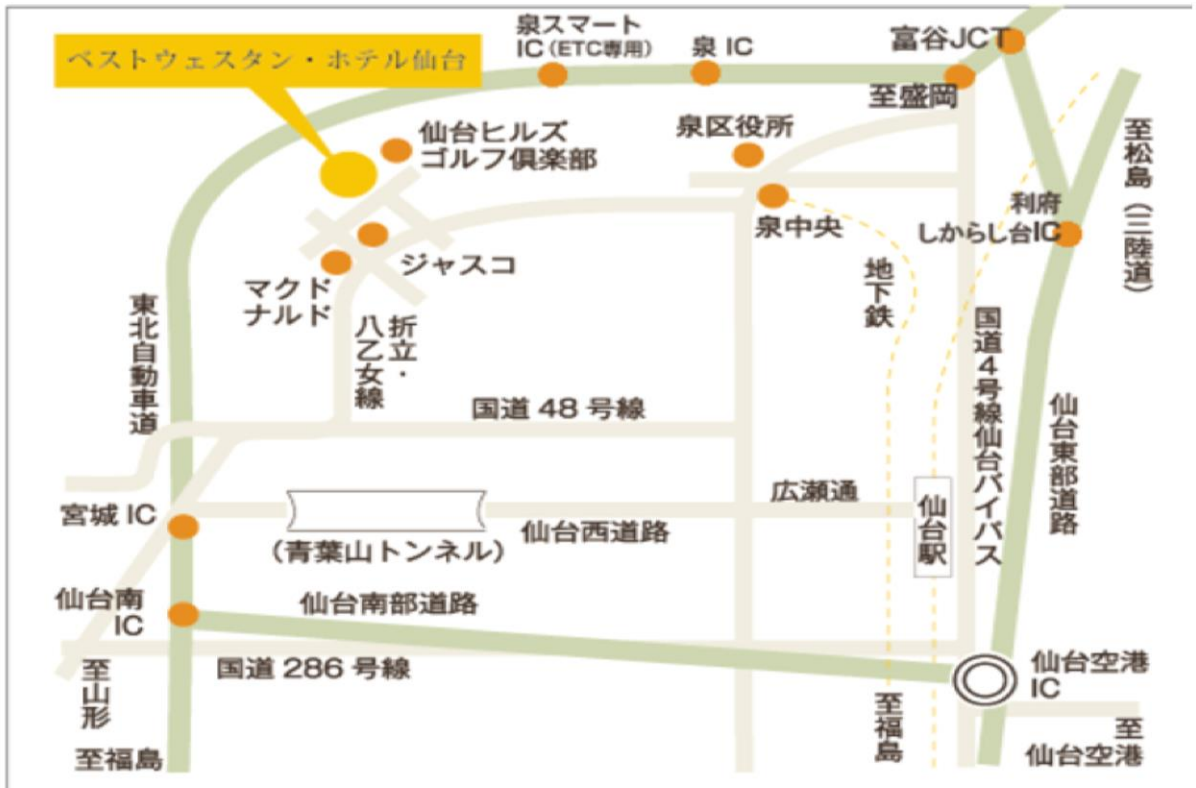 ベストウェスタン・ホテル仙台
泉スマート
IC(ETC専用)
泉 IC
富谷JCT
至盛岡
仙台ヒルズ
ゴルフ倶楽部
泉区役所
至松島(三陸道)
利府
しからし台IC
泉中央
ジャスコ
マクド
ナルド
地下鉄
東北自動車道
折立・
八乙女線
国道4号線仙台バイパス
国道 48 号線
仙台東部道路
広瀬通
宮城 IC
仙台駅
仙台西道路
(青葉山トンネル)
仙台南
IC
仙台南部道路
国道 286 号線
至山形
仙台空港
IC
至福島
至福島
至
仙台空港